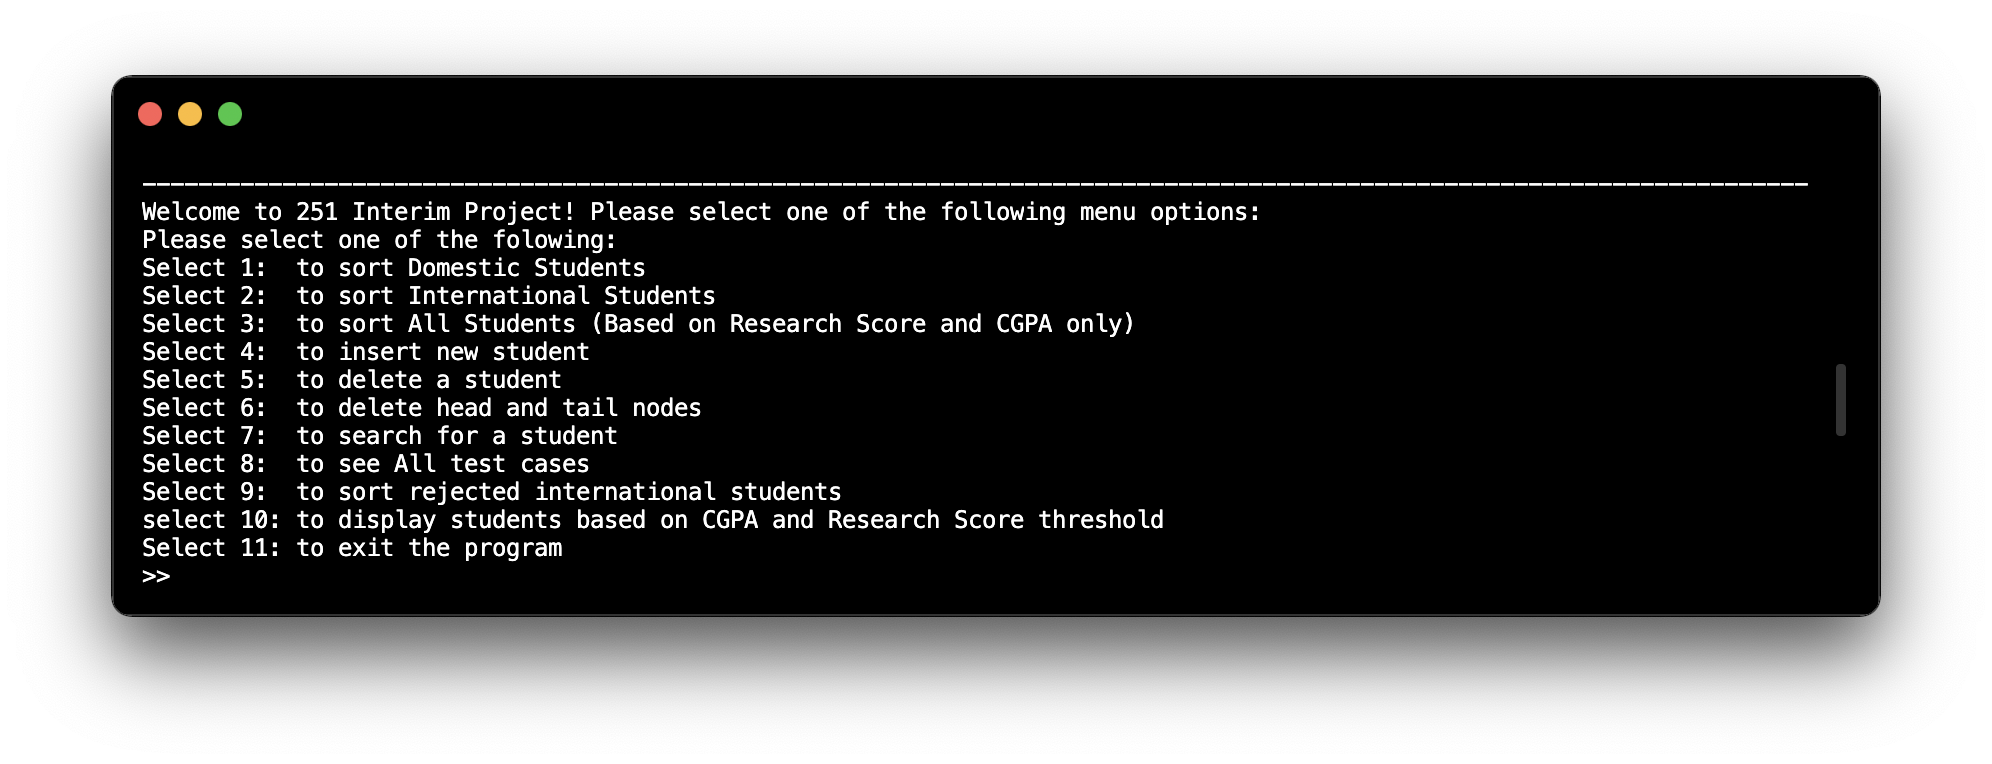 Welcome to 251 Interim Project! Please select one of the following menu options:
Please select one of the folowing:
Select 1:  to sort Domestic Students
Select 2:  to sort International Students
Select 3:  to sort All Students (Based on Research Score and CGPA only)
Select 4:  to insert new student
Select 5:  to delete a student
Select 6:  to delete head and tail nodes
Select 7:  to search for a student
Select 8:  to see All test cases
Select 9:  to sort rejected international students
select 10: to display students based on CGPA and Research Score threshold
Select 11: to exit the program
>>